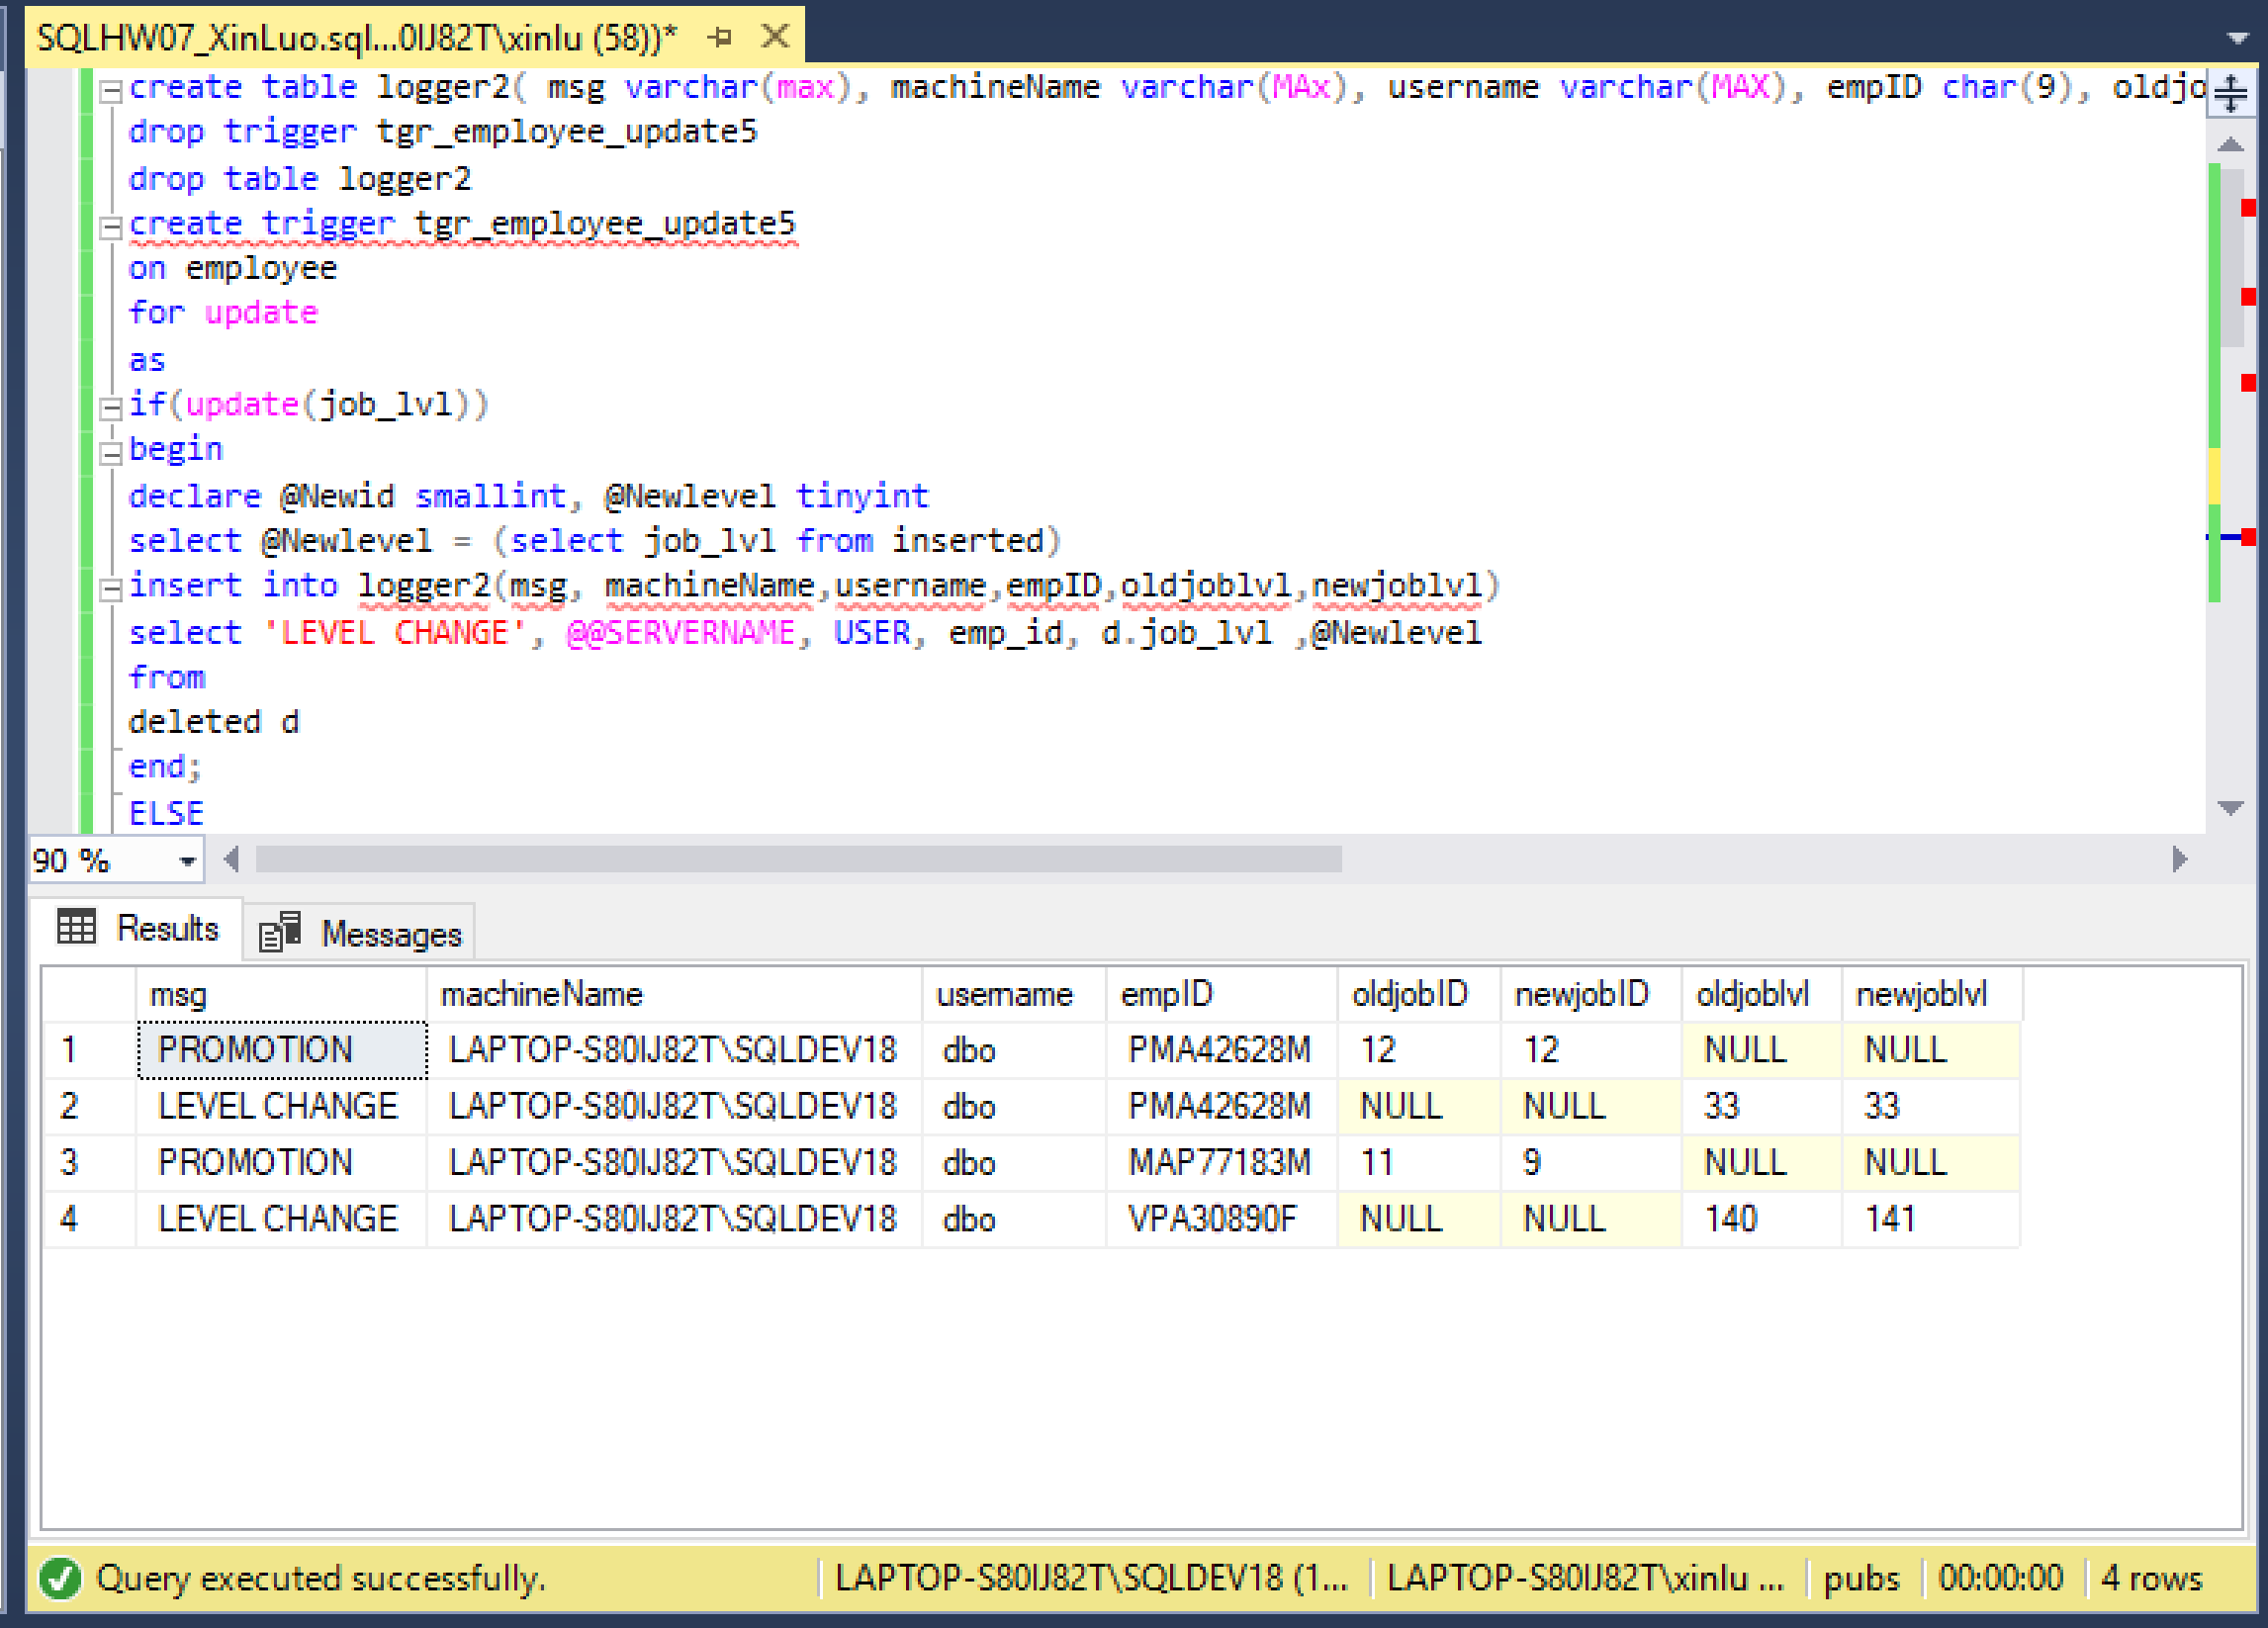 SQLHW07_XinLuo.sql...0IJ82T\xinlu (58))*
create table logger2( msg varchar(max), machineName varchar(MAx), username varchar(MAX), empID char(9), oldjo
drop trigger tgr_employee_update5
drop table logger2
create trigger tgr_employee_update5
on employee
for update
as
if(update(job_lvl))
begin
declare @Newid smallint, @Newlevel tinyint
select @Newlevel = (select job_lvl from inserted)
insert into logger2(msg, machineName,username,empID,oldjoblvl,newjoblvl)
select 'LEVEL CHANGE', @@SERVERNAME, USER, emp_id, d.job_lvl ,@Newlevel
from
deleted d
end;
ELSE
90 %
Results Messages
msg machineName username empID oldjobID newjobID oldjoblvl newjoblvl
1 PROMOTION LAPTOP-S80IJ82T\SQLDEV18 dbo PMA42628M 12 12 NULL NULL
2 LEVEL CHANGE LAPTOP-S80IJ82T\SQLDEV18 dbo PMA42628M NULL NULL 33 33
3 PROMOTION LAPTOP-S80IJ82T\SQLDEV18 dbo MAP77183M 11 9 NULL NULL
4 LEVEL CHANGE LAPTOP-S80IJ82T\SQLDEV18 dbo VPA30890F NULL NULL 140 141
Query executed successfully. LAPTOP-S80IJ82T\SQLDEV18 (1... LAPTOP-S80IJ82T\xinlu ... pubs 00:00:00 4 rows